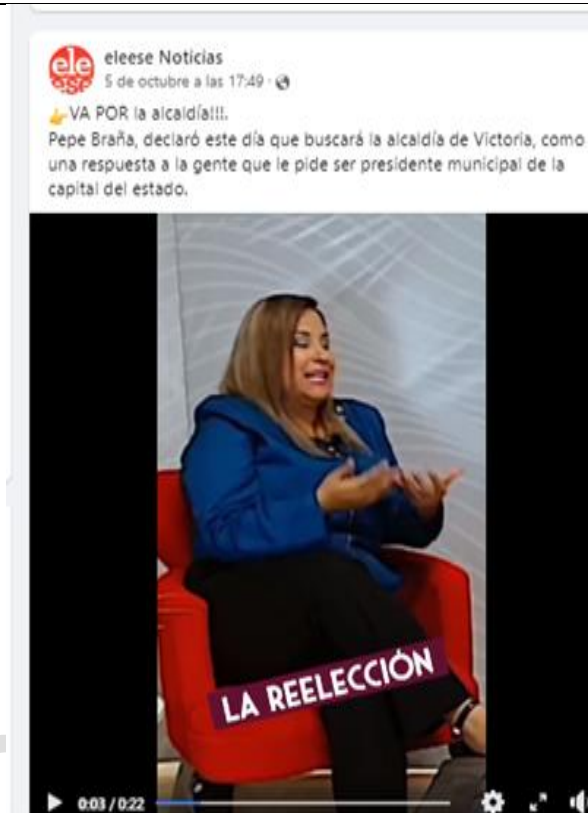 ele
ese
eleese Noticias
5 de octubre a las 17:49 ·
VA POR la alcaldía!!!.
Pepe Braña, declaró este día que buscará la alcaldía de Victoria, como
una respuesta a la gente que le pide ser presidente municipal de la
capital del estado.
LA REELECCIÓN
0:03 / 0:22